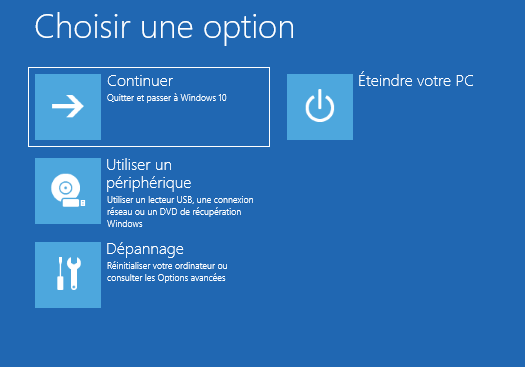 Choisir une option
Continuer
Quitter et passer à Windows 10
Éteindre votre PC
Utiliser un
périphérique
Utiliser un lecteur USB, une connexion
réseau ou un DVD de récupération
Windows
Dépannage
Réinitialiser votre ordinateur ou
consulter les Options avancées